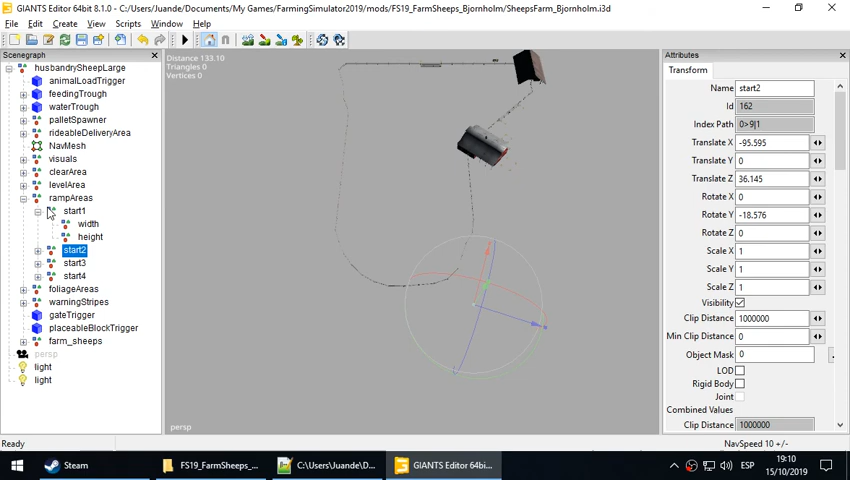 GIANTS Editor 64bit 8.1.0 - C:/Users/Juande/Documents/My Games/FarmingSimulator2019/mods/FS19_FarmSheeps_Bjornholm/SheepsFarm_Bjornholm.i3d
File Edit Create View Scripts Window Help
Scenegraph
husbandrySheepLarge
animalLoadTrigger
feedingTrough
waterTrough
palletSpawner
rideableDeliveryArea
NavMesh
visuals
clearArea
levelArea
rampAreas
start1
width
height
start2
start3
start4
foliageAreas
warningStripes
gateTrigger
placeableBlockTrigger
farm_sheeps
persp
light
light
Distance 133.10
Triangles 0
Vertices 0
persp
Attributes
Transform
Name start2
Id 162
Index Path 0>9|1
Translate X -95.595
Translate Y 0
Translate Z 36.145
Rotate X 0
Rotate Y -18.576
Rotate Z 0
Scale X 1
Scale Y 1
Scale Z 1
Visibility
Clip Distance 1000000
Min Clip Distance 0
Object Mask 0
LOD
Rigid Body
Joint
Combined Values
Clip Distance 1000000
Ready
NavSpeed 10 +/-
Steam
FS19_FarmSheeps_...
C:\Users\Juande\D...
GIANTS Editor 64bi...
ESP
19:10
15/10/2019